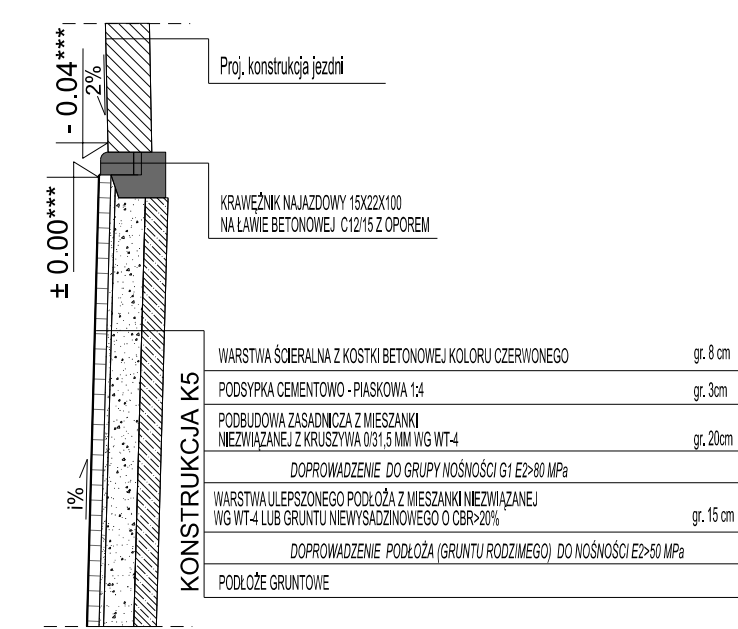 - 0.04***
2%
Proj. konstrukcja jezdni
± 0.00***
KRAWĘŻNIK NAJAZDOWY 15X22X100
NA ŁAWIE BETONOWEJ C12/15 Z OPOREM
KONSTRUKCJA K5
WARSTWA ŚCIERALNA Z KOSTKI BETONOWEJ KOLORU CZERWONEGO gr. 8 cm
PODSYPKA CEMENTOWO - PIASKOWA 1:4 gr. 3cm
PODBUDOWA ZASADNICZA Z MIESZANKI
NIEZWIĄZANEJ Z KRUSZYWA 0/31,5 MM WG WT-4 gr. 20cm
DOPROWADZENIE DO GRUPY NOŚNOŚCI G1 E2>80 MPa
WARSTWA ULEPSZONEGO PODŁOŻA Z MIESZANKI NIEZWIĄZANEJ
WG WT-4 LUB GRUNTU NIEWYSADZINOWEGO O CBR>20% gr. 15 cm
DOPROWADZENIE PODŁOŻA (GRUNTU RODZIMEGO) DO NOŚNOŚCI E2>50 MPa
PODŁOŻE GRUNTOWE
i%